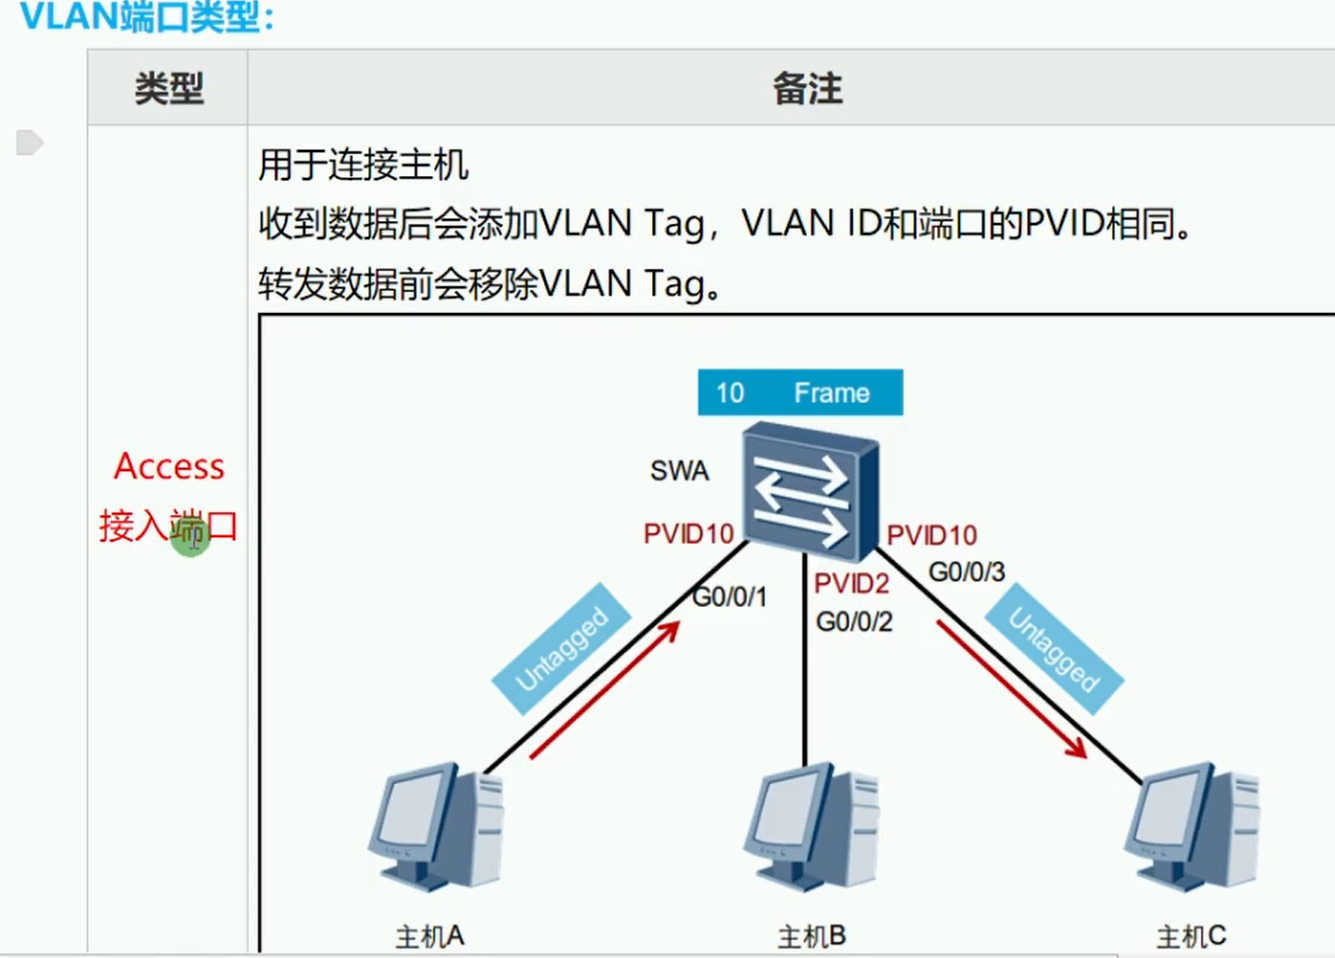 VLAN端口类型：
类型
备注
用于连接主机
收到数据后会添加VLAN Tag，VLAN ID和端口的PVID相同。
转发数据前会移除VLAN Tag。
Access
接入端口
10 Frame
SWA
PVID10
PVID10
G0/0/3
PVID2
G0/0/1
G0/0/2
Untagged
Untagged
主机A
主机B
主机C